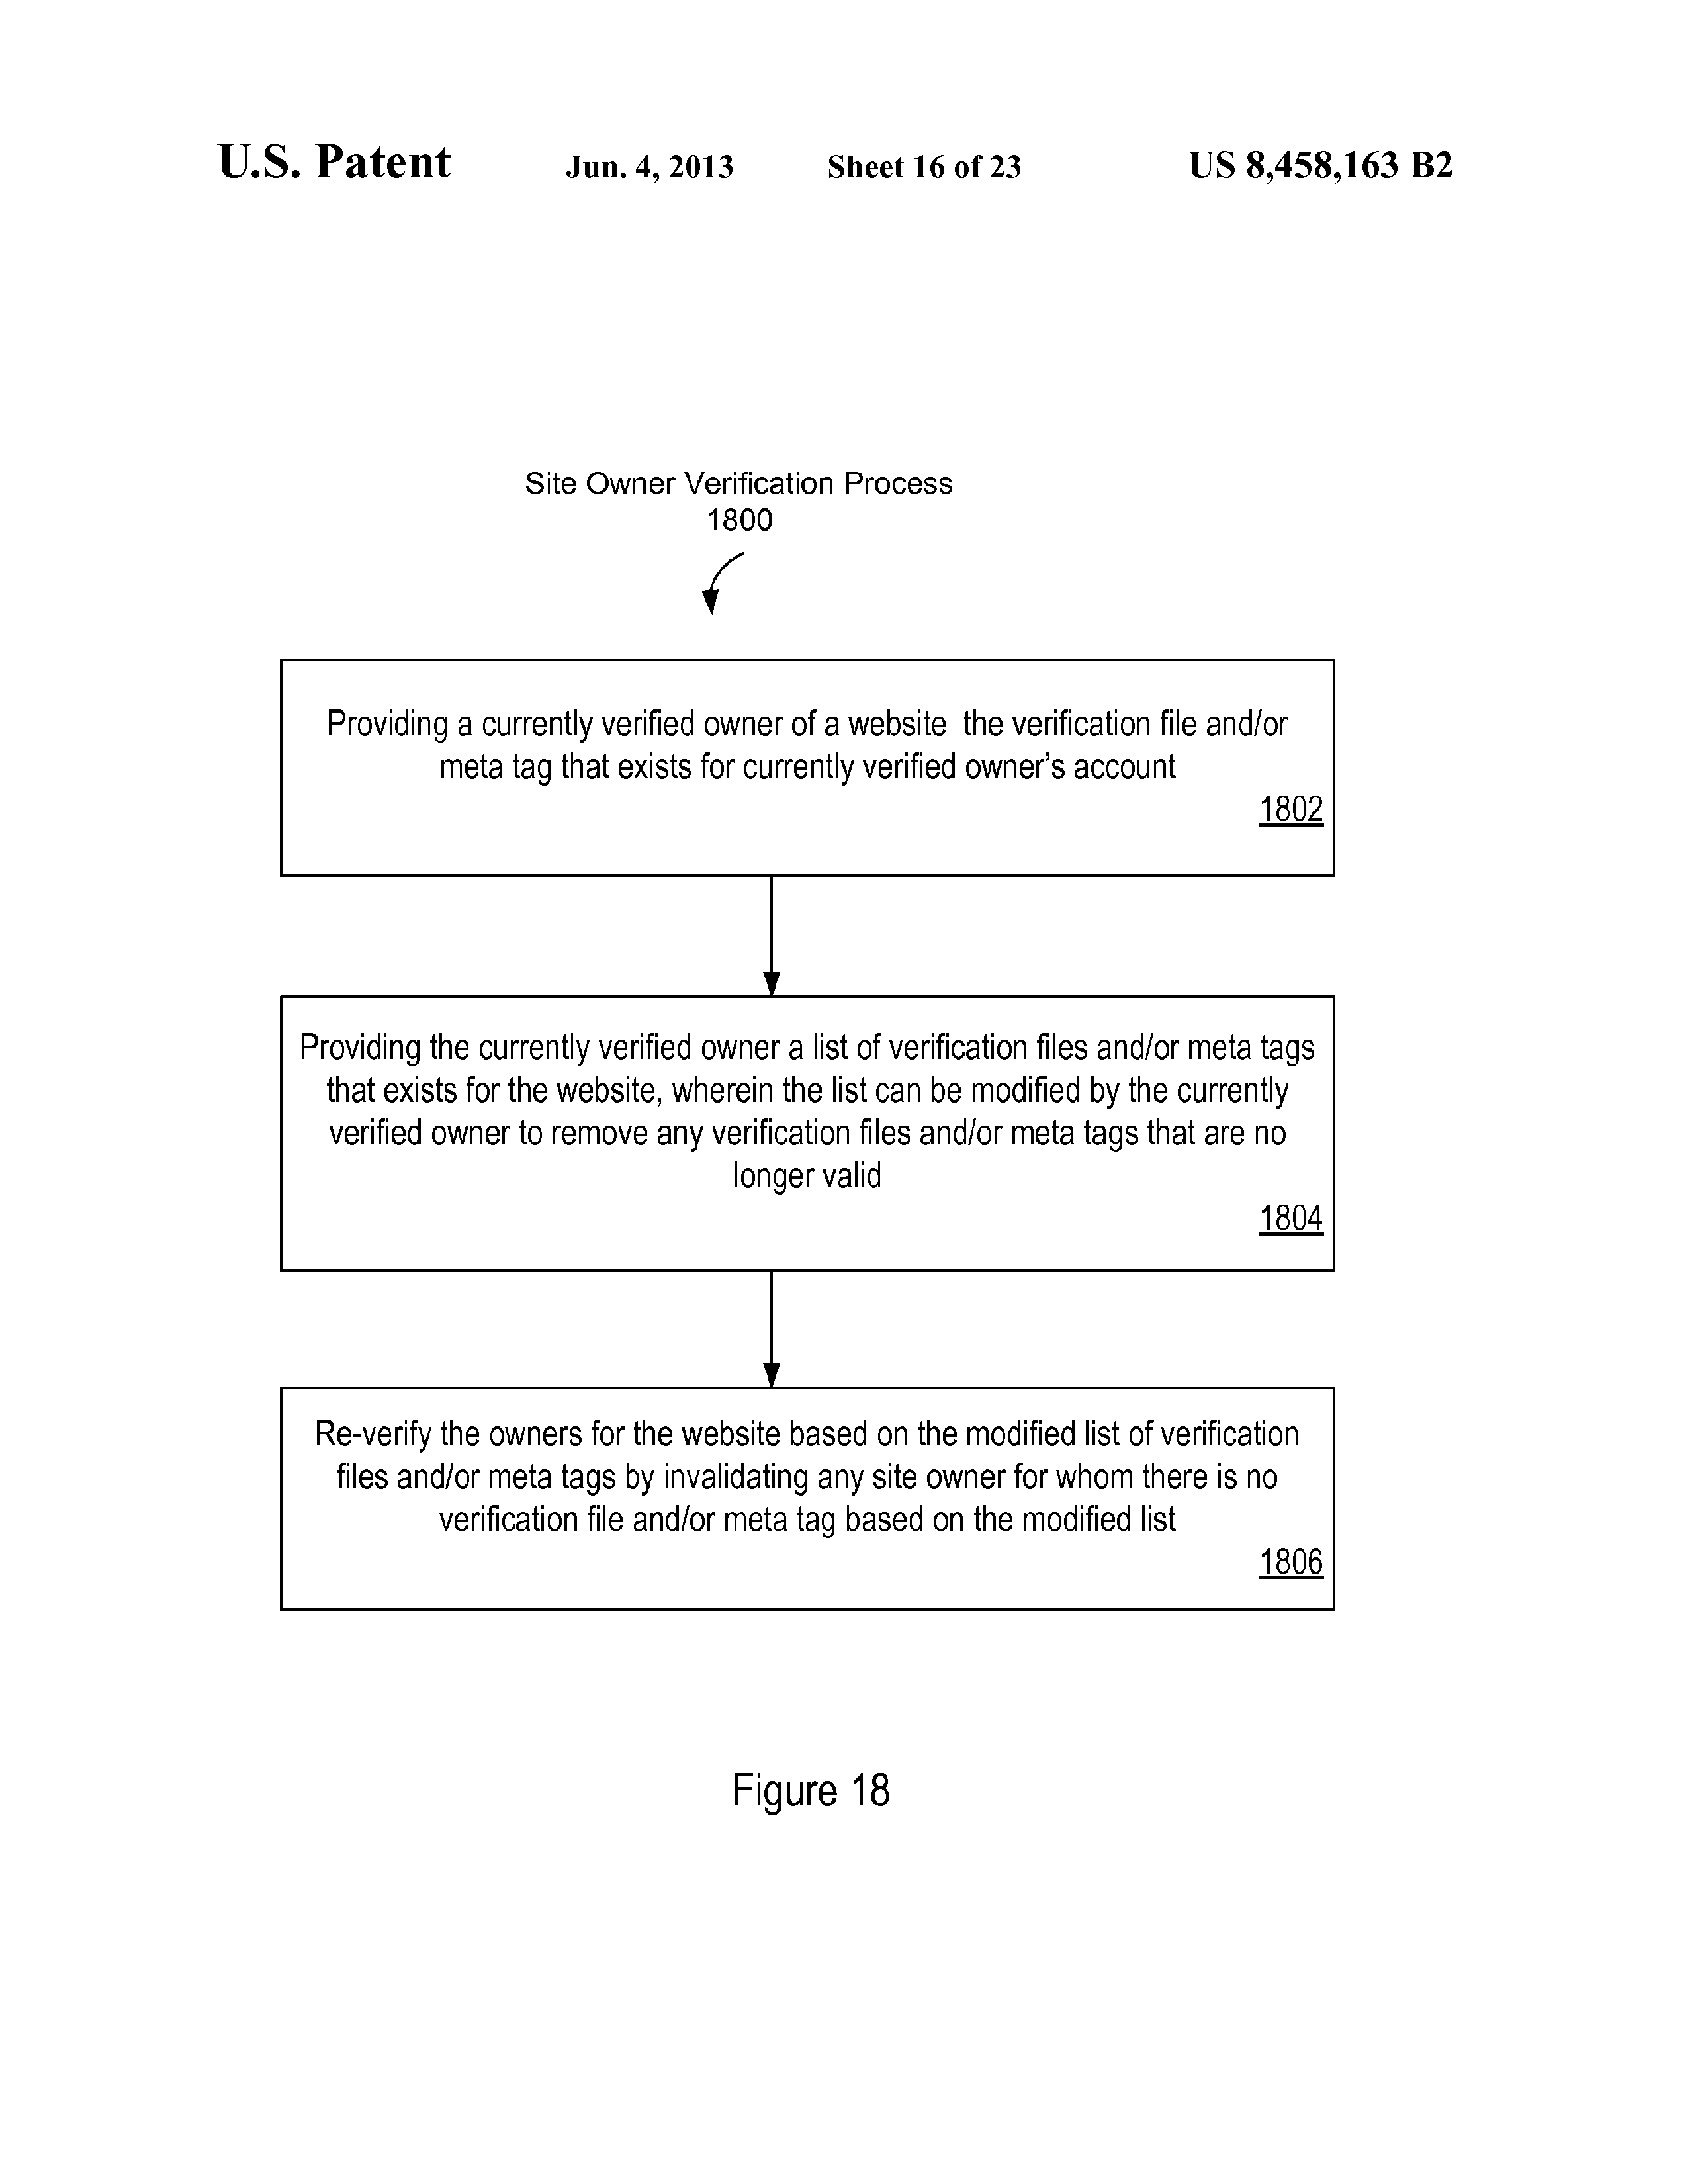 U.S. Patent Jun. 4, 2013 Sheet 16 of 23 US 8,458,163 B2
Site Owner Verification Process
1800
Providing a currently verified owner of a website the verification file and/or
meta tag that exists for currently verified owner’s account
1802
Providing the currently verified owner a list of verification files and/or meta tags
that exists for the website, wherein the list can be modified by the currently
verified owner to remove any verification files and/or meta tags that are no
longer valid
1804
Re-verify the owners for the website based on the modified list of verification
files and/or meta tags by invalidating any site owner for whom there is no
verification file and/or meta tag based on the modified list
1806
Figure 18